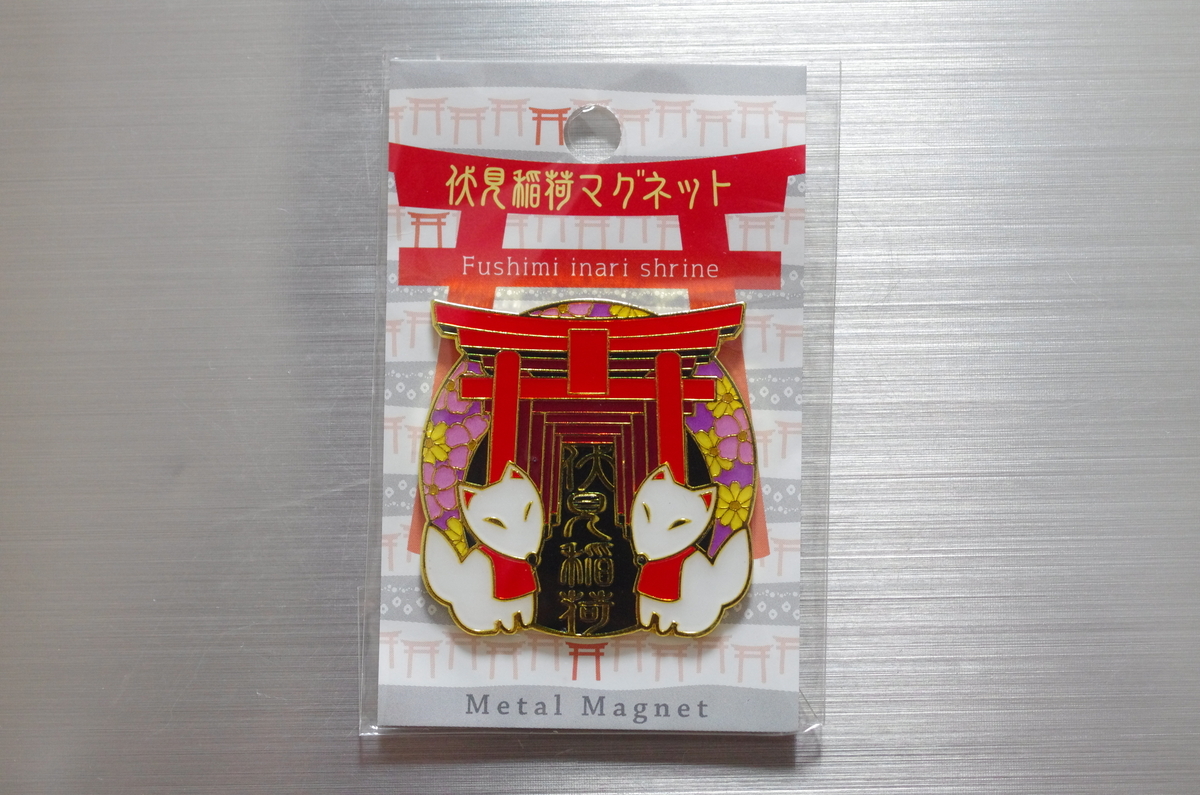 伏見稲荷マグネット
Fushimi inari shrine
伏見稲荷
Metal Magnet